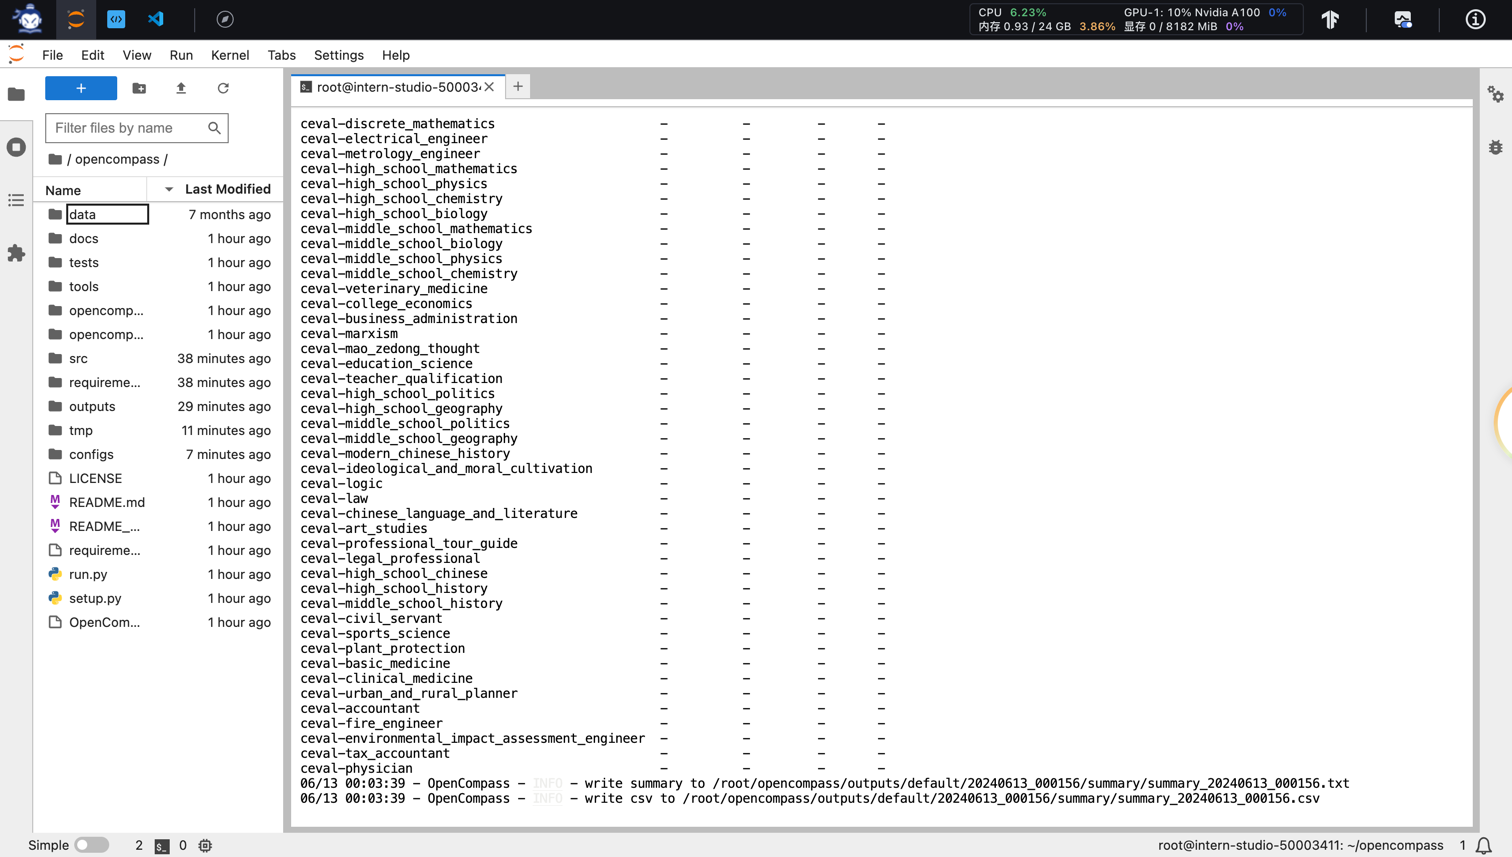 CPU 6.23% GPU-1: 10% Nvidia A100 0%
内存 0.93 / 24 GB 3.86% 显存 0 / 8182 MiB 0%
File Edit View Run Kernel Tabs Settings Help
root@intern-studio-50003
Filter files by name
/ opencompass /
Name Last Modified
data 7 months ago
docs 1 hour ago
tests 1 hour ago
tools 1 hour ago
opencomp... 1 hour ago
opencomp... 1 hour ago
src 38 minutes ago
requireme... 38 minutes ago
outputs 29 minutes ago
tmp 11 minutes ago
configs 7 minutes ago
LICENSE 1 hour ago
README.md 1 hour ago
README_... 1 hour ago
requireme... 1 hour ago
run.py 1 hour ago
setup.py 1 hour ago
OpenCom... 1 hour ago
ceval-discrete_mathematics - - - -
ceval-electrical_engineer - - - -
ceval-metrology_engineer - - - -
ceval-high_school_mathematics - - - -
ceval-high_school_physics - - - -
ceval-high_school_chemistry - - - -
ceval-high_school_biology - - - -
ceval-middle_school_mathematics - - - -
ceval-middle_school_biology - - - -
ceval-middle_school_physics - - - -
ceval-middle_school_chemistry - - - -
ceval-veterinary_medicine - - - -
ceval-college_economics - - - -
ceval-business_administration - - - -
ceval-marxism - - - -
ceval-mao_zedong_thought - - - -
ceval-education_science - - - -
ceval-teacher_qualification - - - -
ceval-high_school_politics - - - -
ceval-high_school_geography - - - -
ceval-middle_school_politics - - - -
ceval-middle_school_geography - - - -
ceval-modern_chinese_history - - - -
ceval-ideological_and_moral_cultivation - - - -
ceval-logic - - - -
ceval-law - - - -
ceval-chinese_language_and_literature - - - -
ceval-art_studies - - - -
ceval-professional_tour_guide - - - -
ceval-legal_professional - - - -
ceval-high_school_chinese - - - -
ceval-high_school_history - - - -
ceval-middle_school_history - - - -
ceval-civil_servant - - - -
ceval-sports_science - - - -
ceval-plant_protection - - - -
ceval-basic_medicine - - - -
ceval-clinical_medicine - - - -
ceval-urban_and_rural_planner - - - -
ceval-accountant - - - -
ceval-fire_engineer - - - -
ceval-environmental_impact_assessment_engineer - - - -
ceval-tax_accountant - - - -
ceval-physician - - - -
06/13 00:03:39 - OpenCompass - INFO - write summary to /root/opencompass/outputs/default/20240613_000156/summary/summary_20240613_000156.txt
06/13 00:03:39 - OpenCompass - INFO - write csv to /root/opencompass/outputs/default/20240613_000156/summary/summary_20240613_000156.csv
Simple 2 0 root@intern-studio-50003411: ~/opencompass 1